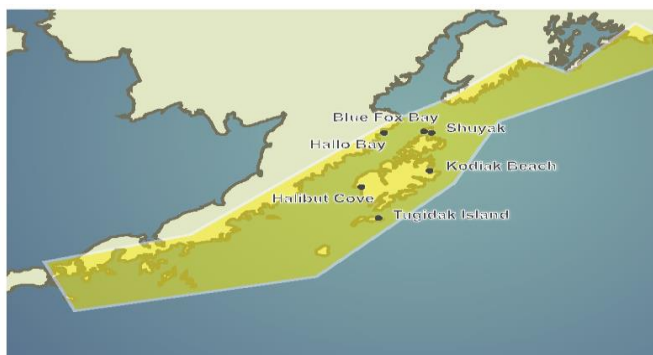 Blue Fox Bay
Shuyak
Hallo Bay
Kodiak Beach
Halibut Cove
Tugidak Island